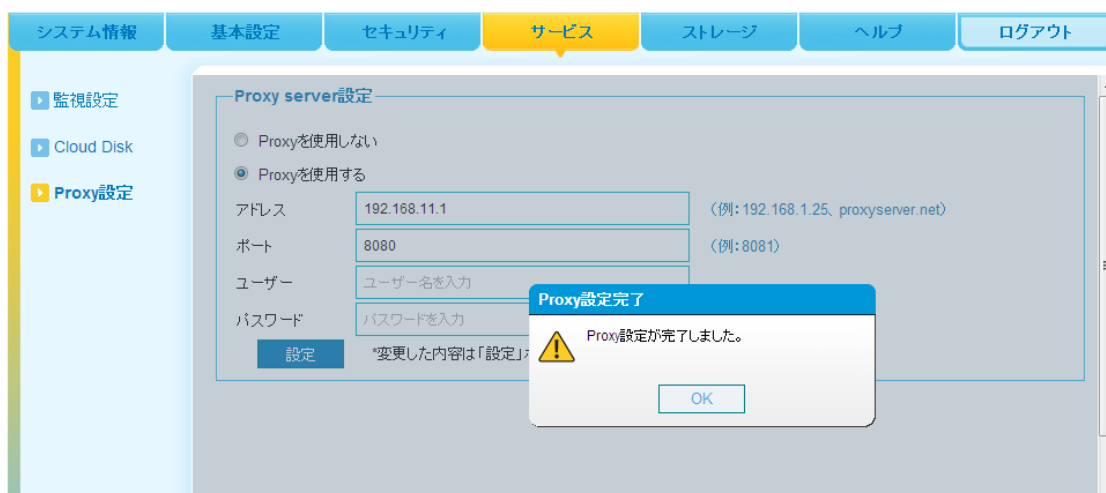 システム情報 基本設定 セキュリティ サービス ストレージ ヘルプ ログアウト
監視設定
Cloud Disk
Proxy設定
Proxy server設定
Proxyを使用しない
Proxyを使用する
アドレス 192.168.11.1 (例: 192.168.1.25、proxyserver.net)
ポート 8080 (例: 8081)
ユーザー ユーザー名を入力
パスワード パスワードを入力
設定 *変更した内容は「設定」
Proxy設定完了
Proxy設定が完了しました。
OK